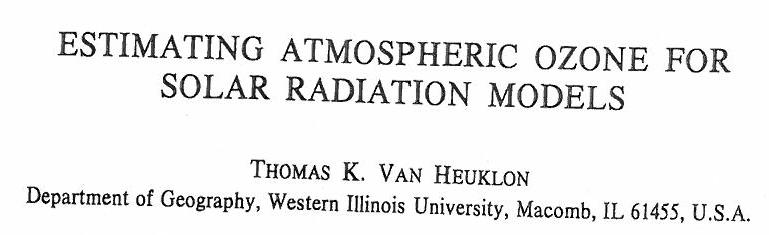 ESTIMATING ATMOSPHERIC OZONE FOR
SOLAR RADIATION MODELS
THOMAS K. VAN HEUKLON
Department of Geography, Western Illinois University, Macomb, IL 61455, U.S.A.